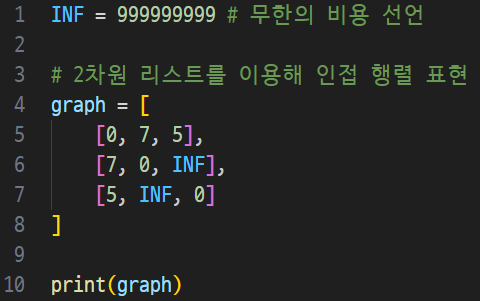 1 INF = 999999999 # 무한의 비용 선언
2
3 # 2차원 리스트를 이용해 인접 행렬 표현
4 graph = [
5     [0, 7, 5],
6     [7, 0, INF],
7     [5, INF, 0]
8 ]
9
10 print(graph)